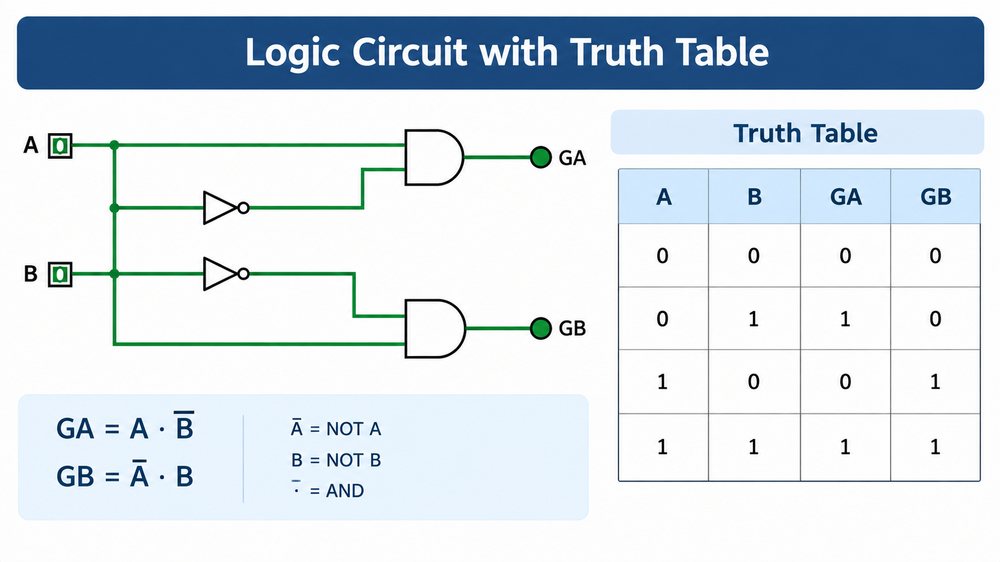 Logic Circuit with Truth Table
A 0
GA
B 0
GB
Truth Table
A B GA GB
0 0 0 0
0 1 1 0
1 0 0 1
1 1 1 1
GA = A · B̅
GB = A̅ · B
A̅ = NOT A
B = NOT B
·̅ = AND